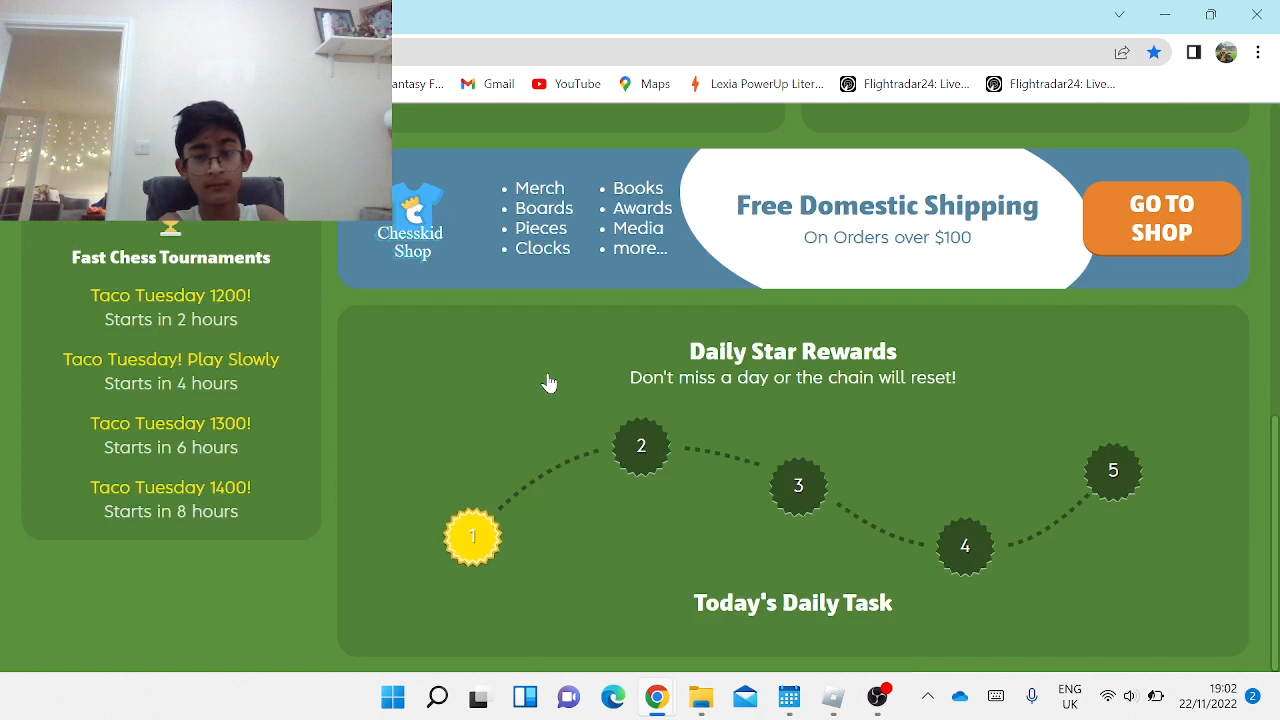 antasy F...
Gmail
YouTube
Maps
Lexia PowerUp Liter...
Flightradar24: Live...
Flightradar24: Live...
Chesskid
Shop
• Merch
• Boards
• Pieces
• Clocks
• Books
• Awards
• Media
• more...
Free Domestic Shipping
On Orders over $100
GO TO
SHOP
Fast Chess Tournaments
Taco Tuesday 1200!
Starts in 2 hours
Taco Tuesday! Play Slowly
Starts in 4 hours
Taco Tuesday 1300!
Starts in 6 hours
Taco Tuesday 1400!
Starts in 8 hours
Daily Star Rewards
Don't miss a day or the chain will reset!
1
2
3
4
5
Today's Daily Task
ENG
UK
19:02
22/11/2022
2